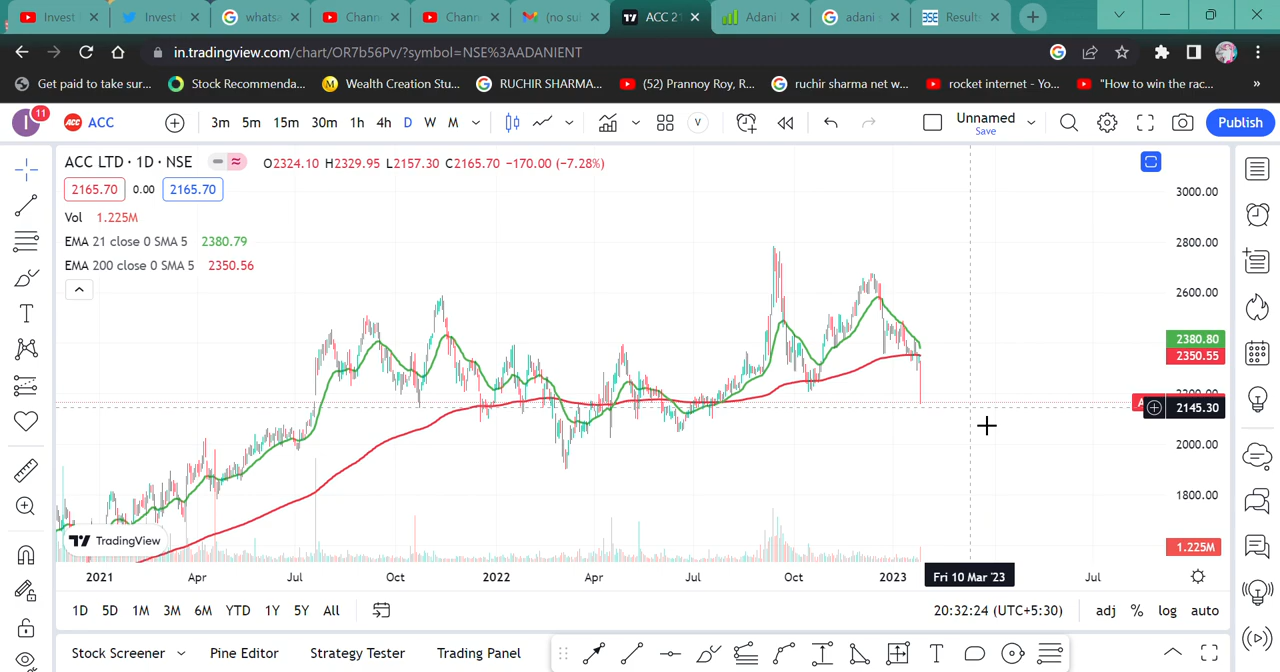 Invest
Invest
whatsa
Chann
Chann
(no su
ACC 21
Adani
adani s
Results
in.tradingview.com/chart/OR7b56Pv/?symbol=NSE%3AADANIENT
Get paid to take sur...
Stock Recommenda...
Wealth Creation Stu...
RUCHIR SHARMA...
(52) Prannoy Roy, R...
ruchir sharma net w...
rocket internet - Yo...
"How to win the rac...
»
I 11
ACC ACC
3m 5m 15m 30m 1h 4h D W M
V
Unnamed
Save
Publish
ACC LTD · 1D · NSE
O2324.10 H2329.95 L2157.30 C2165.70 −170.00 (−7.28%)
2165.70 0.00 2165.70
Vol 1.225M
EMA 21 close 0 SMA 5 2380.79
EMA 200 close 0 SMA 5 2350.56
3000.00
2800.00
2600.00
2380.80
2350.55
2145.30
2000.00
1800.00
1.225M
TradingView
2021 Apr Jul Oct 2022 Apr Jul Oct 2023 Fri 10 Mar '23 Jul
1D 5D 1M 3M 6M YTD 1Y 5Y All
20:32:24 (UTC+5:30) adj % log auto
Stock Screener Pine Editor Strategy Tester Trading Panel
T